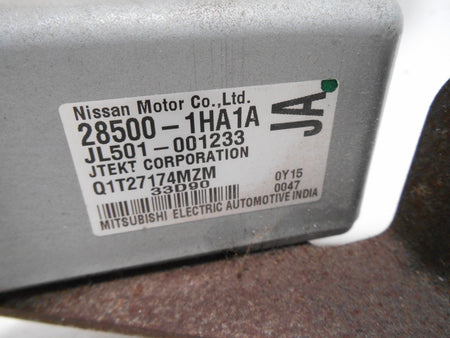 Nissan Motor Co.,Ltd.
28500-1HA1A
JA
JL501-001233
JTEKT CORPORATION
Q1T27174MZM
0Y15
33D90
0047
MITSUBISHI ELECTRIC AUTOMOTIVE INDIA